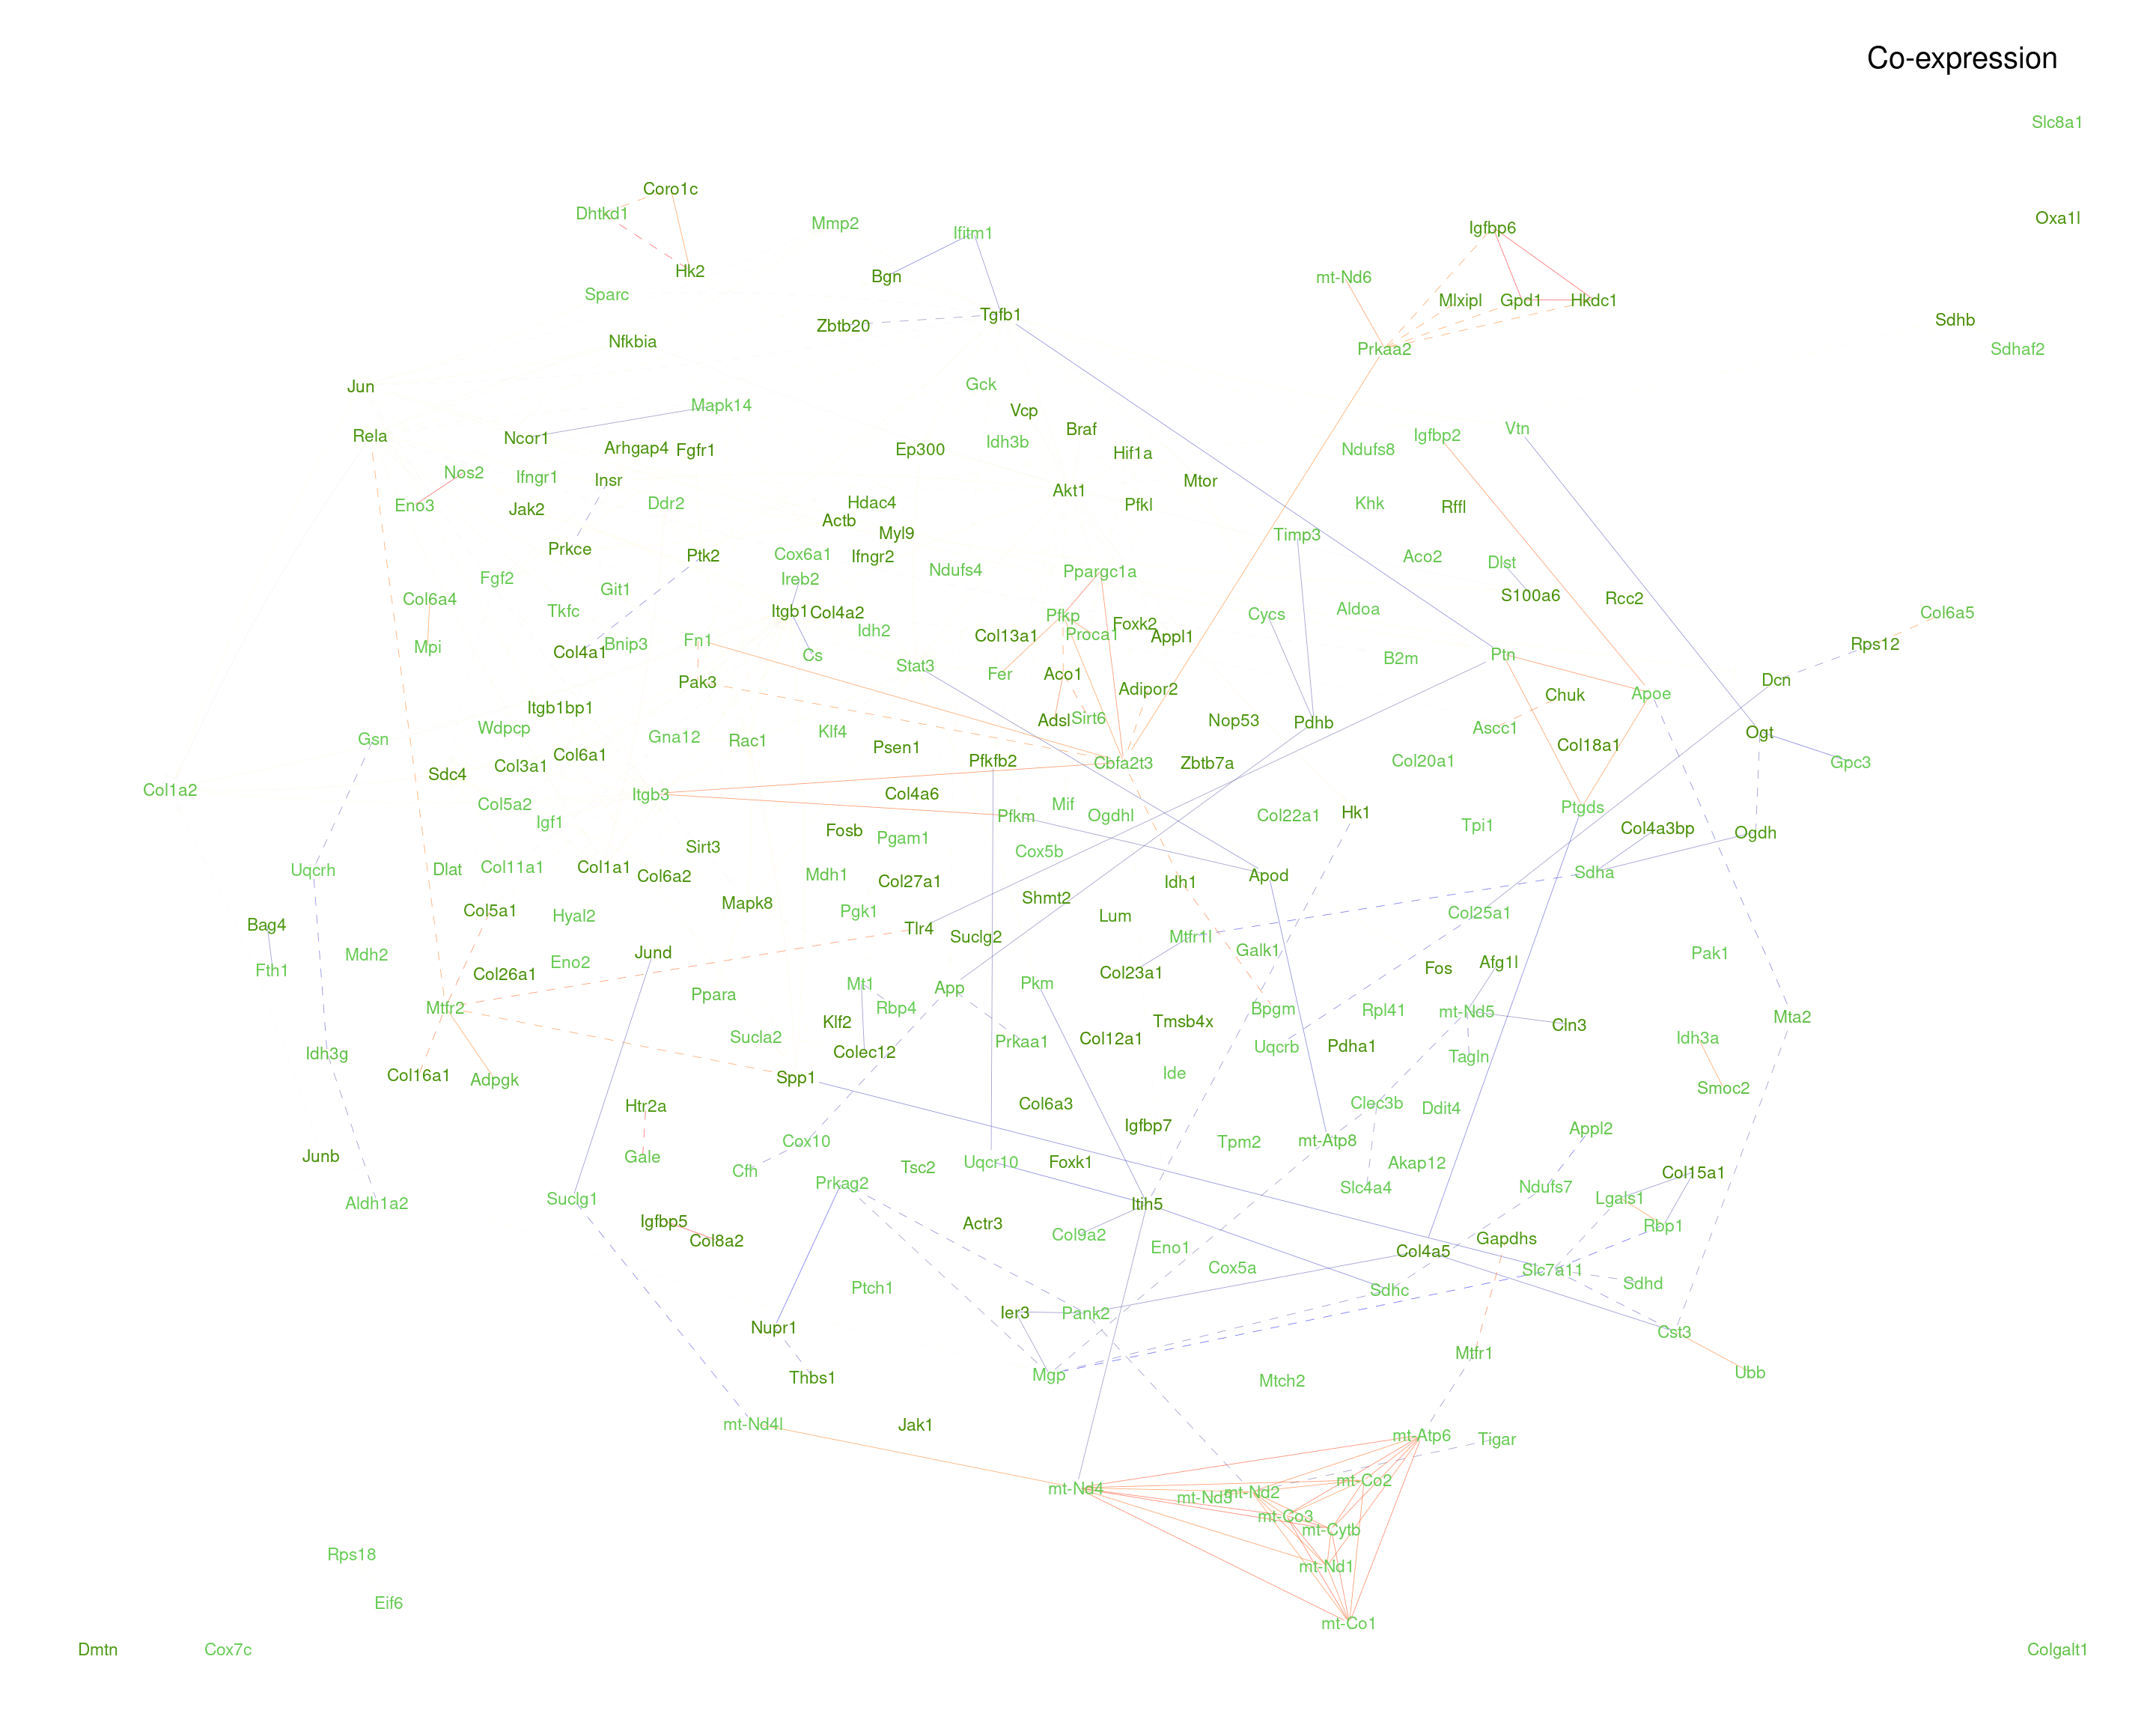 Co-expression
Slc8a1
Coro1c
Dhtkd1
Oxa1l
Mmp2
Igfbp6
Ifitm1
Hk2
Bgn
mt-Nd6
Sparc
Mlxipl
Gpd1
Hkdc1
Tgfb1
Sdhb
Zbtb20
Nfkbia
Prkaa2
Sdhaf2
Jun
Gck
Mapk14
Vcp
Vtn
Braf
Rela
Igfbp2
Ncor1
Idh3b
Arhgap4
Fgfr1
Ep300
Ndufs8
Hif1a
Nos2
Ifngr1
Insr
Mtor
Akt1
Eno3
Ddr2
Hdac4
Pfkl
Khk
Rffl
Jak2
Actb
Myl9
Timp3
Prkce
Ptk2
Cox6a1
Ifngr2
Aco2
Dlst
Ndufs4
Ppargc1a
Fgf2
Ireb2
Git1
S100a6
Rcc2
Col6a4
Tkfc
Itgb1
Col4a2
Pfkp
Cycs
Aldoa
Col6a5
Foxk2
Idh2
Col13a1
Proca1
Appl1
Mpi
Col4a1
Bnip3
Fn1
Rps12
Cs
B2m
Ptn
Stat3
Fer
Aco1
Pak3
Dcn
Adipor2
Chuk
Apoe
Itgb1bp1
Adsl
Sirt6
Nop53
Pdhb
Wdpcp
Ascc1
Gsn
Gna12
Rac1
Klf4
Ogt
Psen1
Col18a1
Col6a1
Pfkfb2
Cbfa2t3
Zbtb7a
Col20a1
Gpc3
Col3a1
Sdc4
Col1a2
Itgb3
Col4a6
Col5a2
Mif
Ptgds
Pfkm
Ogdhl
Col22a1
Hk1
Igf1
Tpi1
Col4a3bp
Fosb
Pgam1
Ogdh
Sirt3
Cox5b
Uqcrh
Dlat
Col11a1
Col1a1
Col6a2
Mdh1
Col27a1
Idh1
Apod
Sdha
Mapk8
Shmt2
Col5a1
Hyal2
Pgk1
Lum
Col25a1
Bag4
Tlr4
Suclg2
Mtfr1l
Mdh2
Jund
Galk1
Pak1
Fth1
Eno2
Col26a1
Col23a1
Fos
Afg1l
Mt1
App
Pkm
Mtfr2
Ppara
Rbp4
Bpgm
Rpl41
mt-Nd5
Mta2
Klf2
Tmsb4x
Cln3
Sucla2
Prkaa1
Col12a1
Uqcrb
Pdha1
Idh3a
Idh3g
Colec12
Tagln
Col16a1
Adpgk
Spp1
Ide
Smoc2
Htr2a
Col6a3
Clec3b
Ddit4
Igfbp7
Appl2
Cox10
Tpm2
mt-Atp8
Junb
Gale
Cfh
Tsc2
Uqcr10
Foxk1
Akap12
Col15a1
Prkag2
Slc4a4
Ndufs7
Aldh1a2
Suclg1
Itih5
Lgals1
Igfbp5
Actr3
Rbp1
Col8a2
Col9a2
Eno1
Col4a5
Gapdhs
Cox5a
Slc7a11
Ptch1
Sdhc
Sdhd
Ier3
Pank2
Nupr1
Cst3
Mtfr1
Thbs1
Mgp
Mtch2
Ubb
mt-Nd4l
Jak1
mt-Atp6
Tigar
mt-Co2
mt-Nd4
mt-Nd3
mt-Nd2
mt-Co3
mt-Cytb
Rps18
mt-Nd1
Eif6
mt-Co1
Dmtn
Cox7c
Colgalt1